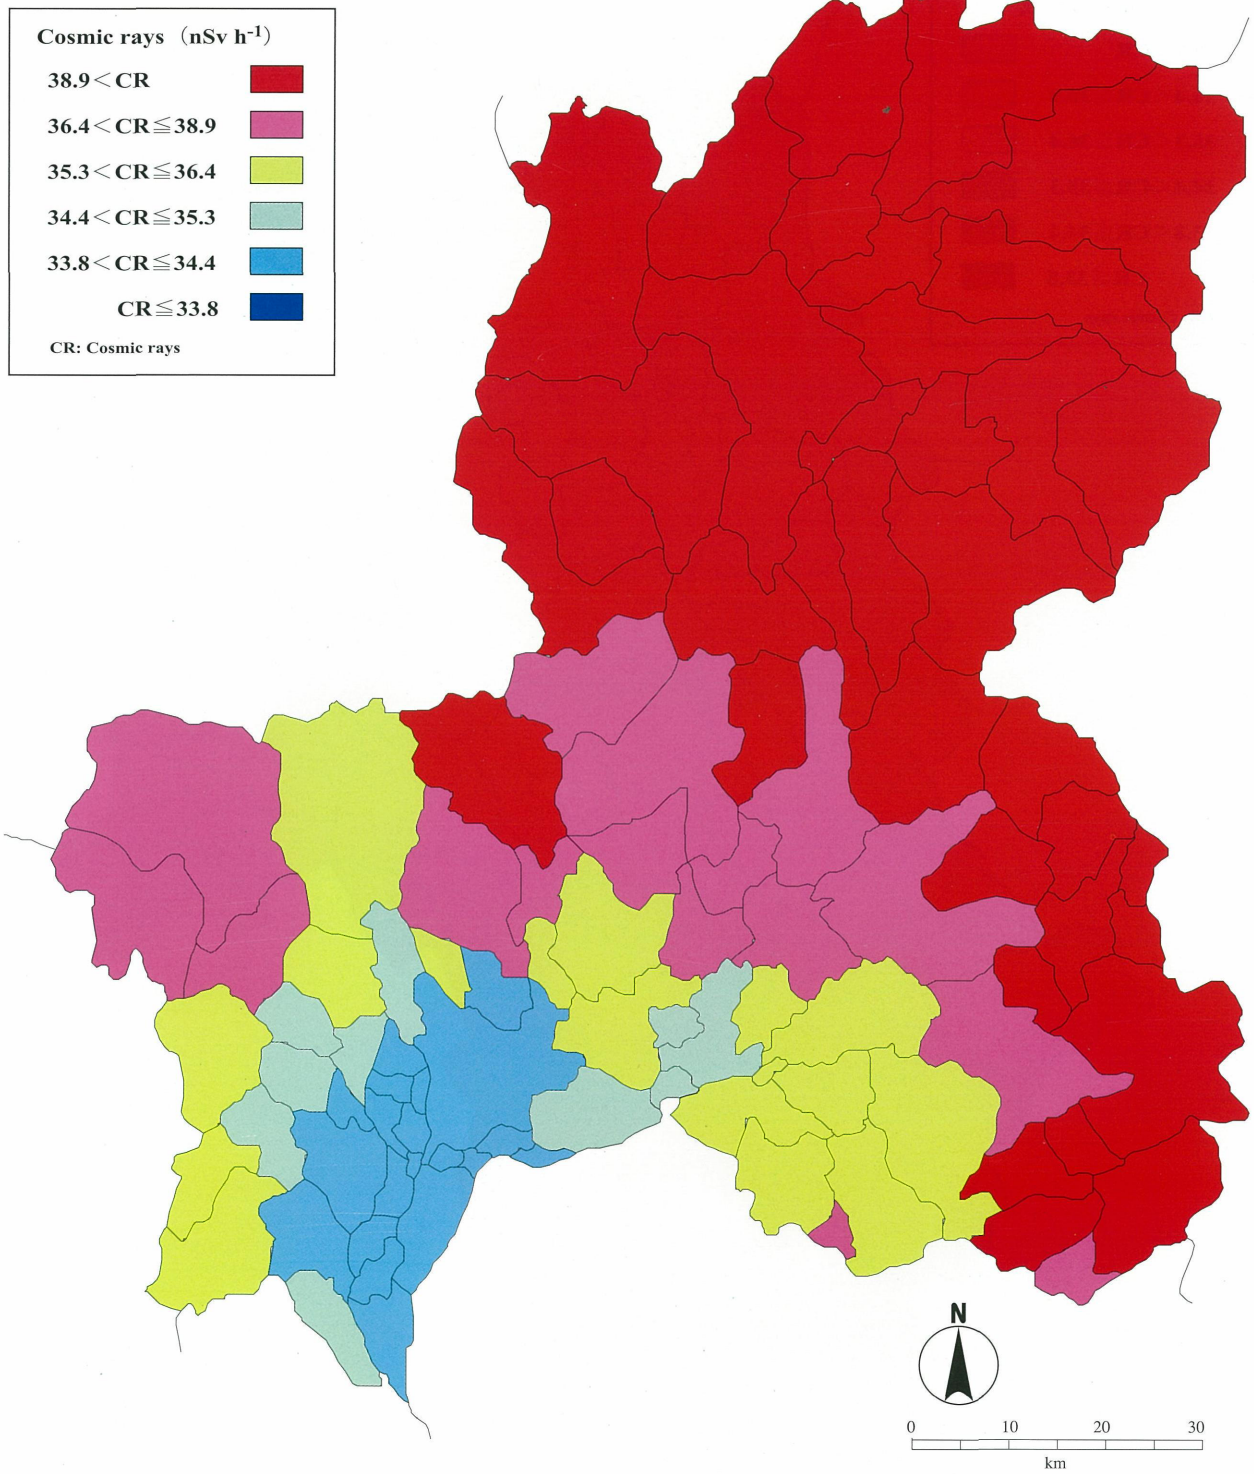 Cosmic rays (nSv h-1)
38.9＜CR
36.4＜CR≦38.9
35.3＜CR≦36.4
34.4＜CR≦35.3
33.8＜CR≦34.4
CR≦33.8
CR: Cosmic rays
N
0 10 20 30
km